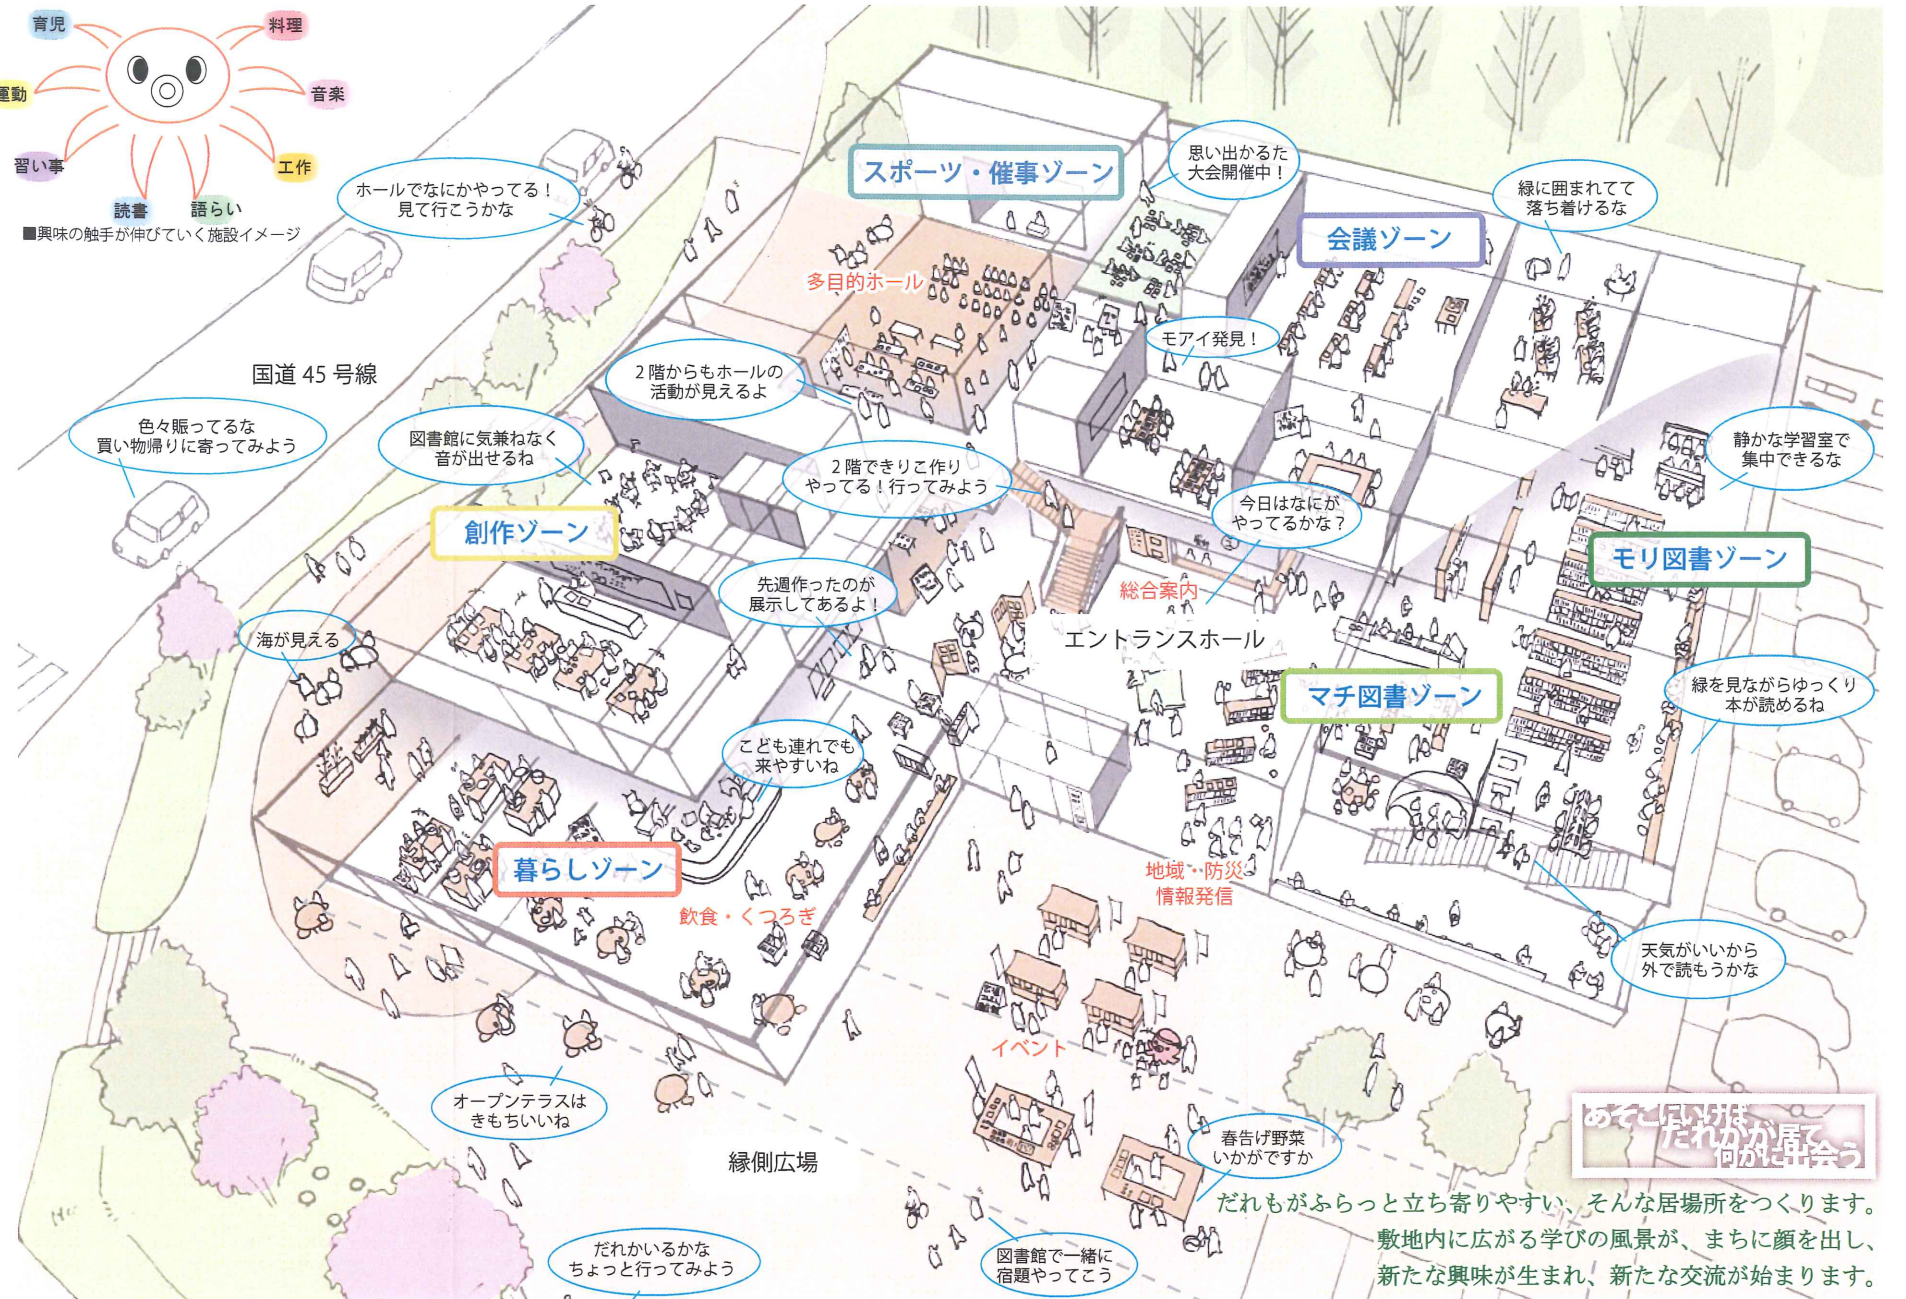 育児
料理
運動
音楽
習い事
工作
読書
語らい
■興味の触手が伸びていく施設イメージ
ホールでなにかやってる！
見て行こうかな
スポーツ・催事ゾーン
思い出かるた
大会開催中！
会議ゾーン
緑に囲まれてて
落ち着けるな
多目的ホール
モアイ発見！
国道 45 号線
2 階からもホールの
活動が見えるよ
色々賑ってるな
買い物帰りに寄ってみよう
図書館に気兼ねなく
音が出せるね
2 階できりこ作り
やってる！行ってみよう
静かな学習室で
集中できるな
今日はなにが
やってるかな？
創作ゾーン
モリ図書ゾーン
先週作ったのが
展示してあるよ！
総合案内
エントランスホール
海が見える
マチ図書ゾーン
緑を見ながらゆっくり
本が読めるね
こども連れでも
来やすいね
暮らしゾーン
飲食・くつろぎ
地域・防災
情報発信
天気がいいから
外で読もうかな
イベント
オープンテラスは
きもちいいね
縁側広場
春告げ野菜
いかがですか
あそこにいけば
だれかが居て
何かに出会う
だれもがふらっと立ち寄りやすい、そんな居場所をつくります。
敷地内に広がる学びの風景が、まちに顔を出し、
新たな興味が生まれ、新たな交流が始まります。
だれかいるかな
ちょっと行ってみよう
図書館で一緒に
宿題やってこう